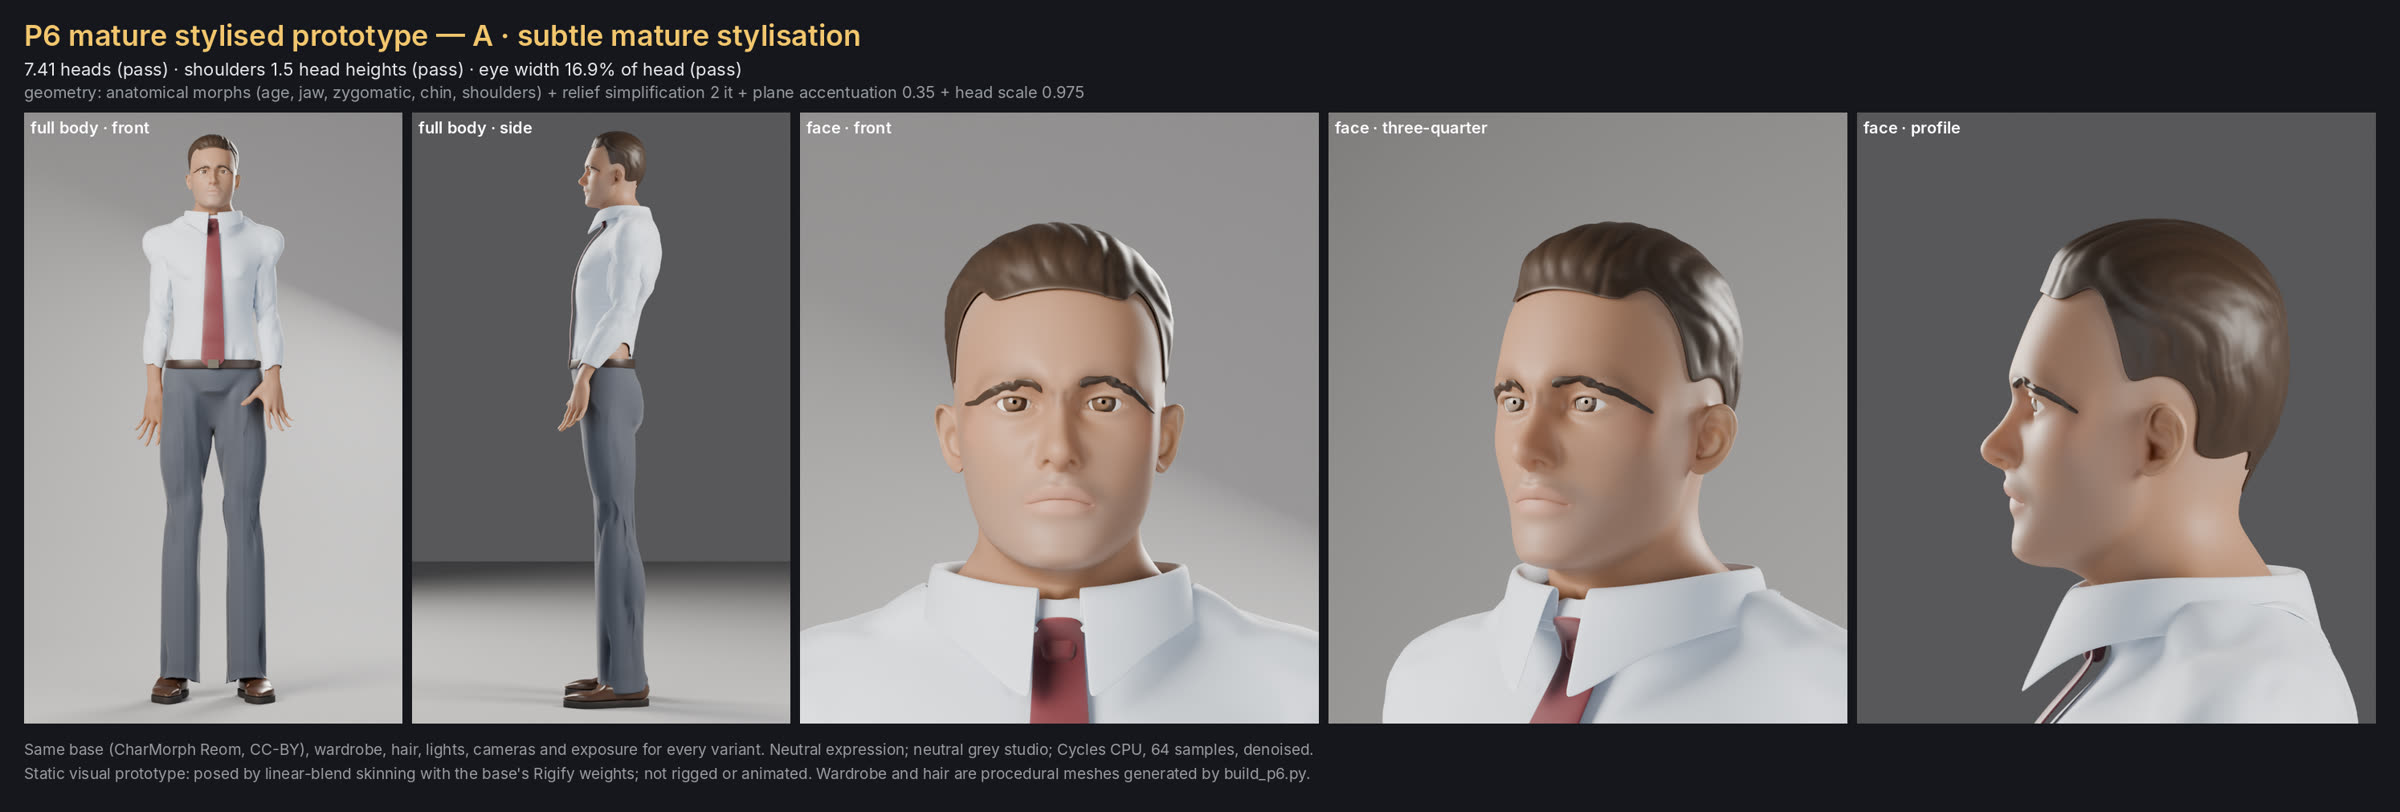 P6 mature stylised prototype — A · subtle mature stylisation
7.41 heads (pass) · shoulders 1.5 head heights (pass) · eye width 16.9% of head (pass)
geometry: anatomical morphs (age, jaw, zygomatic, chin, shoulders) + relief simplification 2 it + plane accentuation 0.35 + head scale 0.975
full body · front
full body · side
face · front
face · three-quarter
face · profile
Same base (CharMorph Reom, CC-BY), wardrobe, hair, lights, cameras and exposure for every variant. Neutral expression; neutral grey studio; Cycles CPU, 64 samples, denoised.
Static visual prototype: posed by linear-blend skinning with the base's Rigify weights; not rigged or animated. Wardrobe and hair are procedural meshes generated by build_p6.py.